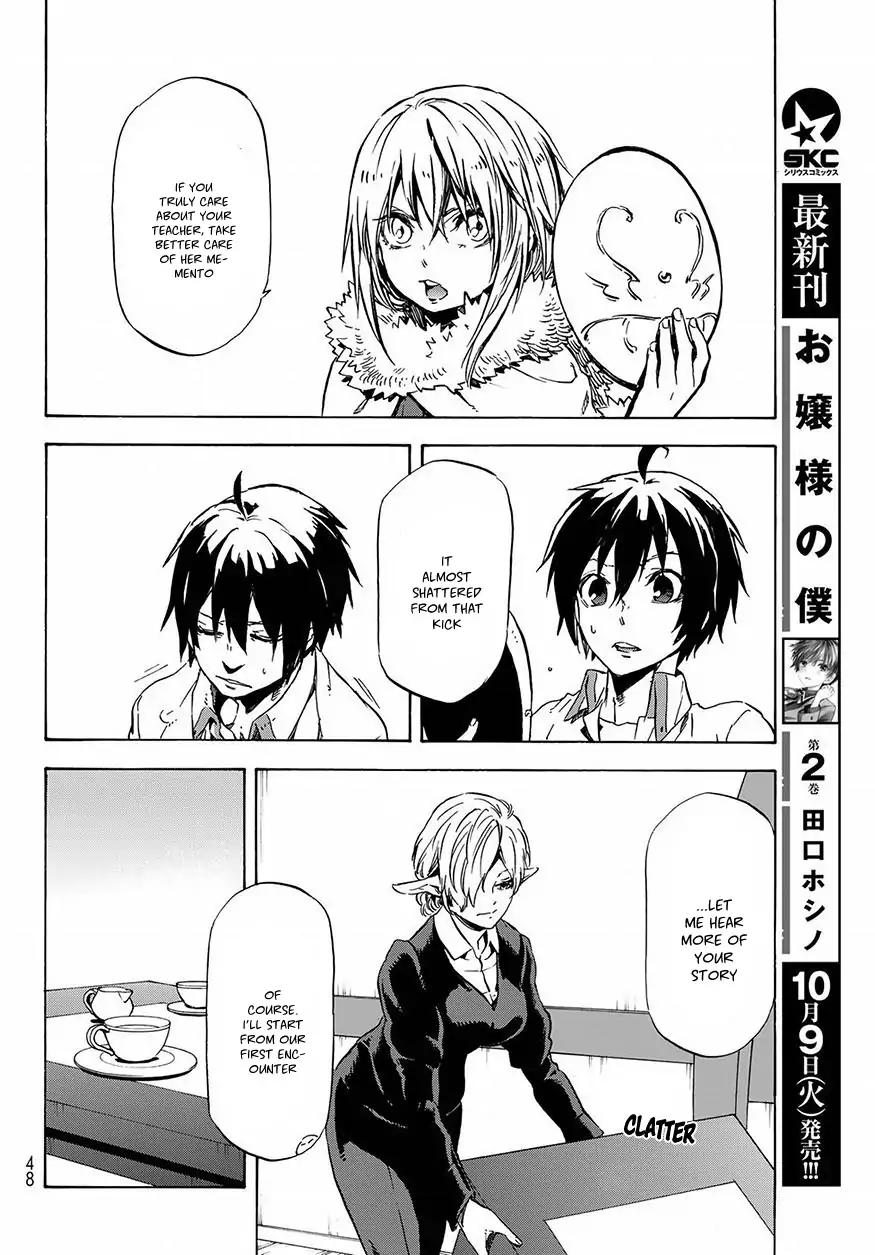 IF YOU
TRULY CARE
ABOUT YOUR
TEACHER, TAKE
BETTER CARE
OF HER ME-
MENTO
IT
ALMOST
SHATTERED
FROM THAT
KICK
...LET
ME HEAR
MORE OF
YOUR
STORY
OF
COURSE.
I'LL START
FROM OUR
FIRST ENC-
OUNTER
CLATTER
48
SKC
シリウスコミックス
最新刊
お嬢様の僕
第2巻
田口ホシノ
10月9日(火)発売!!!